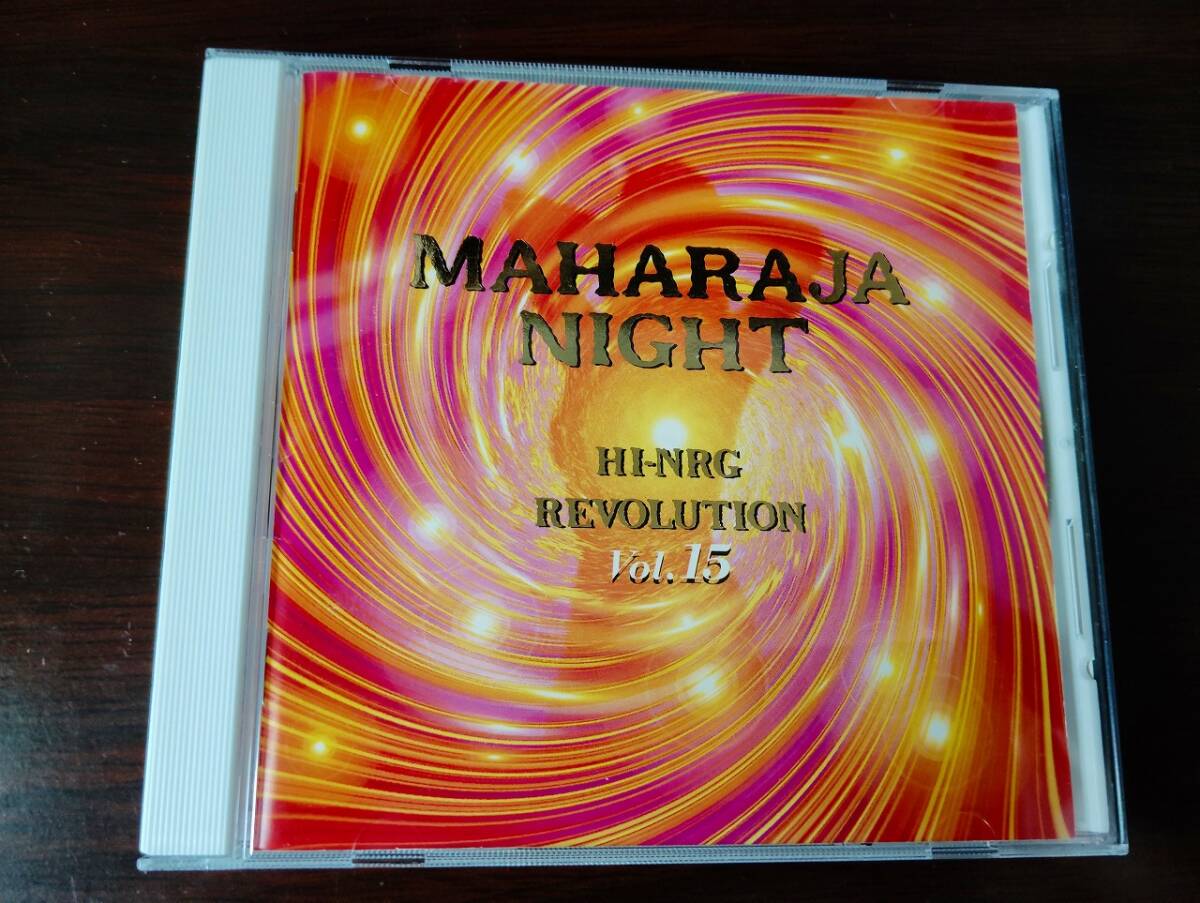 MAHARAJA
NIGHT
HI-NRG
REVOLUTION
Vol.15